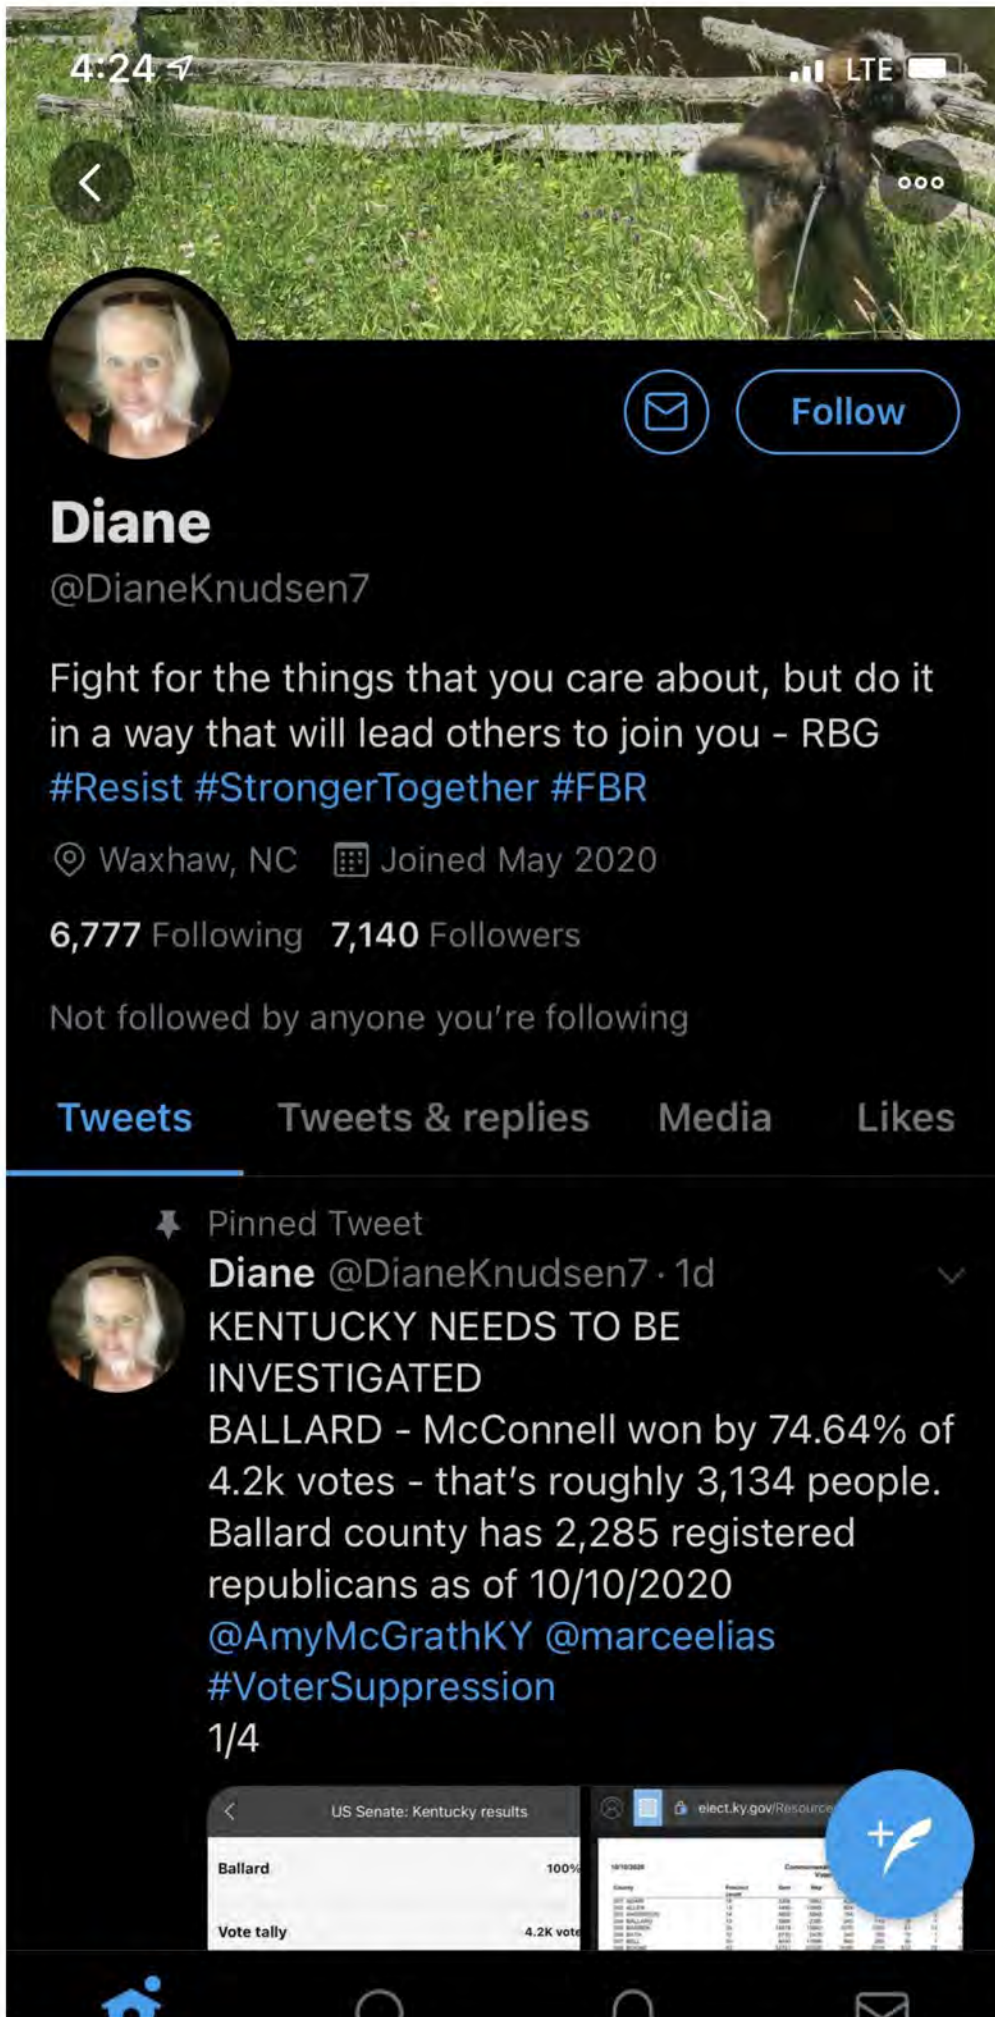 4:24
LTE
Follow
Diane
@DianeKnudsen7
Fight for the things that you care about, but do it
in a way that will lead others to join you - RBG
#Resist #StrongerTogether #FBR
Waxhaw, NC Joined May 2020
6,777 Following 7,140 Followers
Not followed by anyone you're following
Tweets Tweets & replies Media Likes
Pinned Tweet
Diane @DianeKnudsen7 · 1d
KENTUCKY NEEDS TO BE
INVESTIGATED
BALLARD - McConnell won by 74.64% of
4.2k votes - that's roughly 3,134 people.
Ballard county has 2,285 registered
republicans as of 10/10/2020
@AmyMcGrathKY @marceelias
#VoterSuppression
1/4
US Senate: Kentucky results
elect.ky.gov/Resource
Ballard 100%
10/10/2020
County
Vote tally 4.2K vote